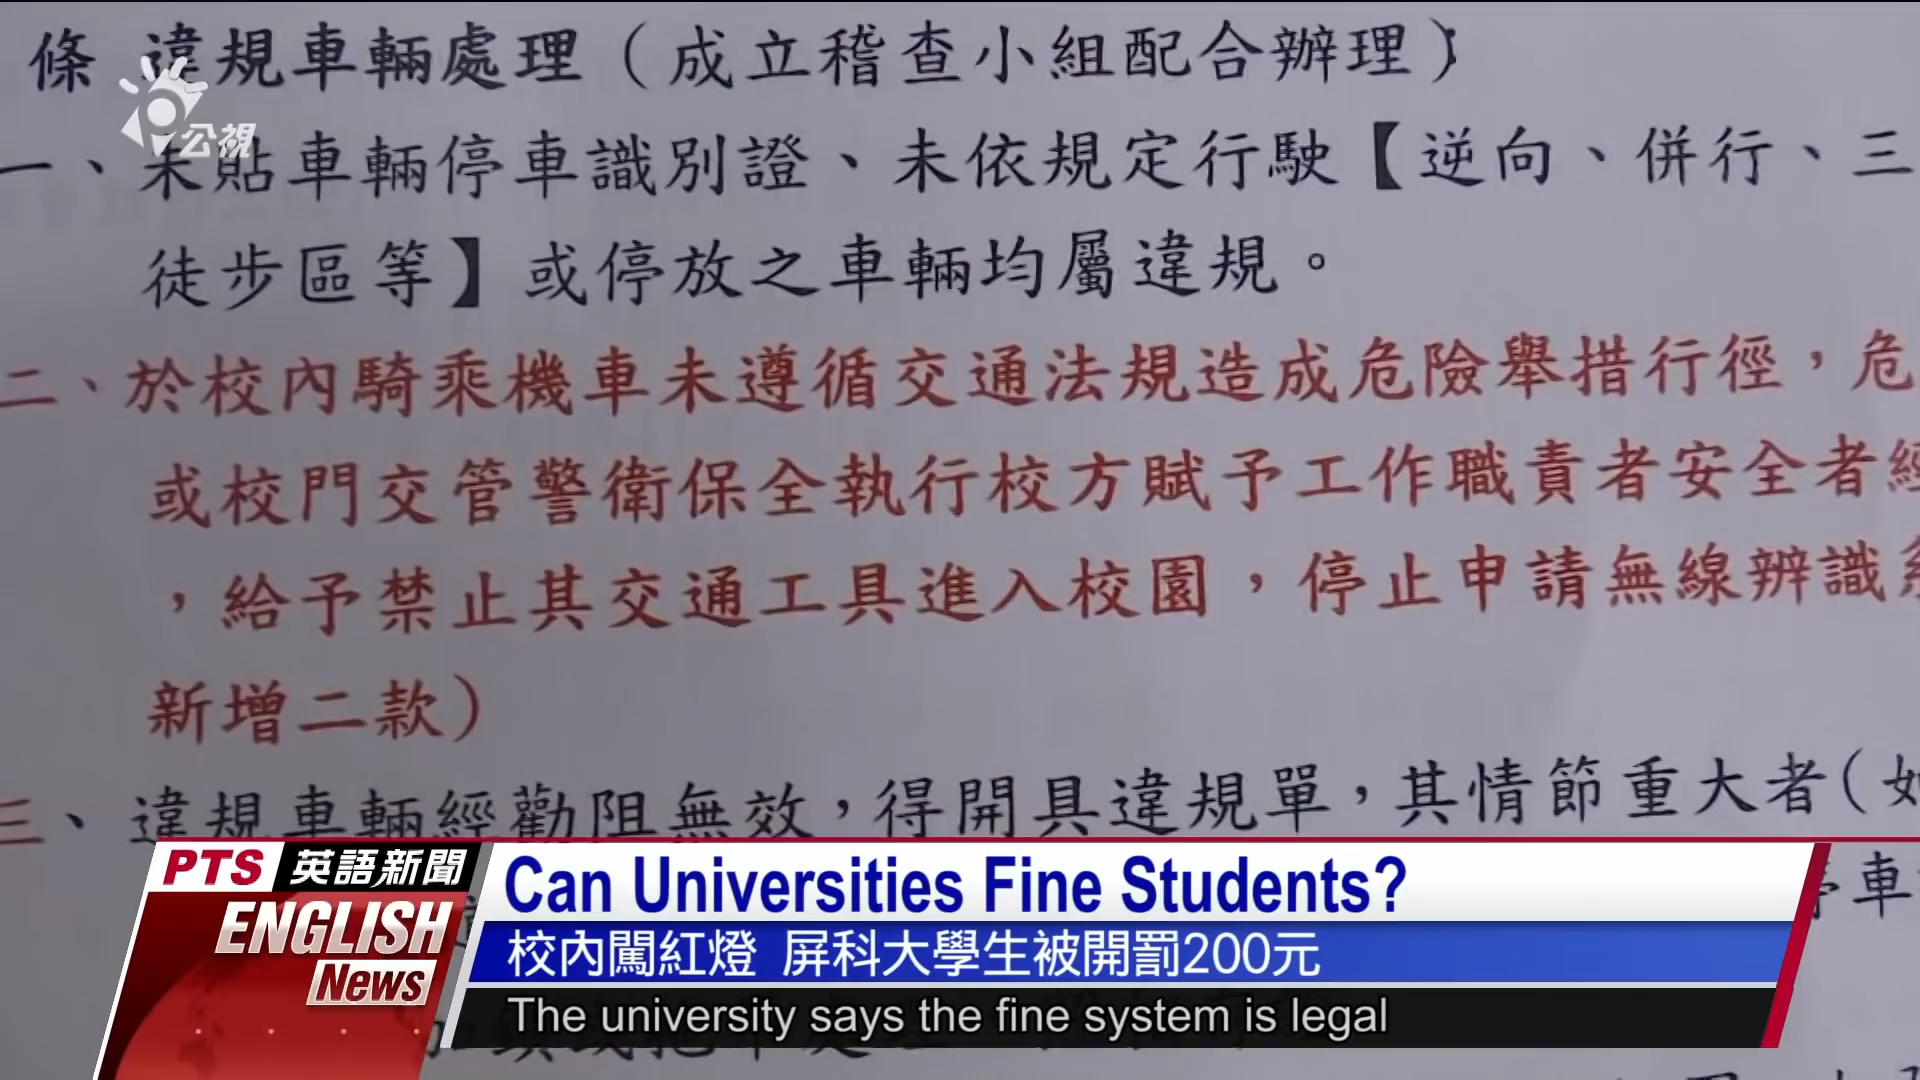 條 違規車輛處理（成立稽查小組配合辦理）
公視
一、未貼車輛停車識別證、未依規定行駛【逆向、併行、三
徒步區等】或停放之車輛均屬違規。
二、於校內騎乘機車未遵循交通法規造成危險舉措行徑，危
或校門交管警衛保全執行校方賦予工作職責者安全者經
，給予禁止其交通工具進入校園，停止申請無線辨識系
新增二款）
三、違規車輛經勸阻無效，得開具違規單，其情節重大者（如
停車
PTS 英語新聞
ENGLISH
News
Can Universities Fine Students?
校內闖紅燈 屏科大學生被開罰200元
The university says the fine system is legal